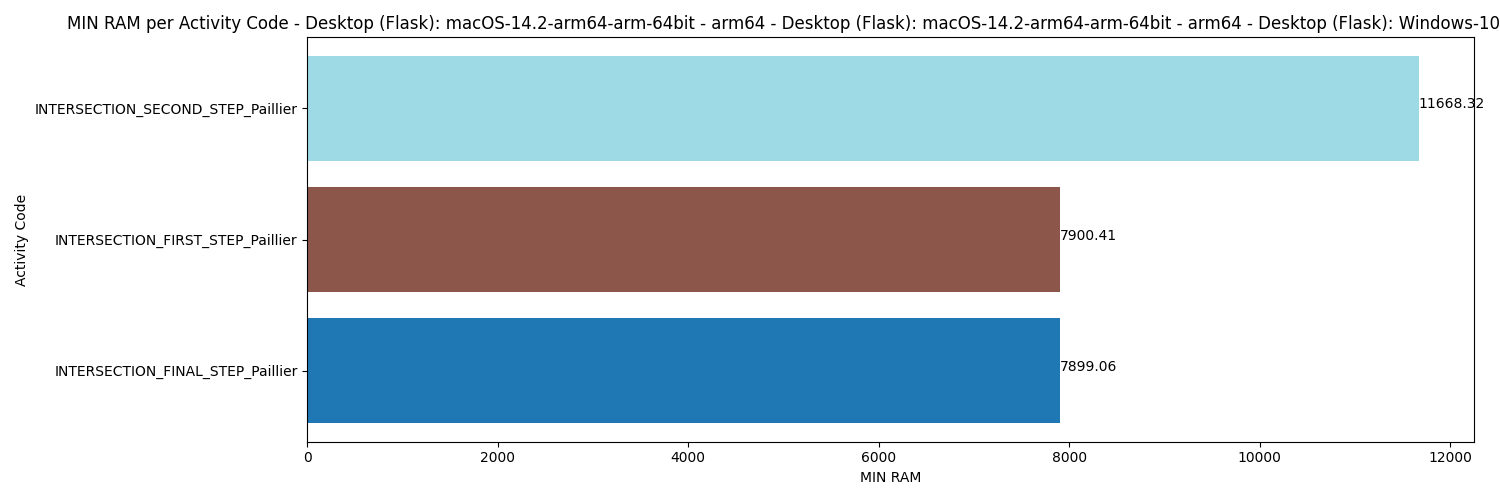 MIN RAM per Activity Code - Desktop (Flask): macOS-14.2-arm64-arm-64bit - arm64 - Desktop (Flask): macOS-14.2-arm64-arm-64bit - arm64 - Desktop (Flask): Windows-10
INTERSECTION_SECOND_STEP_Paillier
11668.32
INTERSECTION_FIRST_STEP_Paillier
7900.41
INTERSECTION_FINAL_STEP_Paillier
7899.06
Activity Code
0 2000 4000 6000 8000 10000 12000
MIN RAM